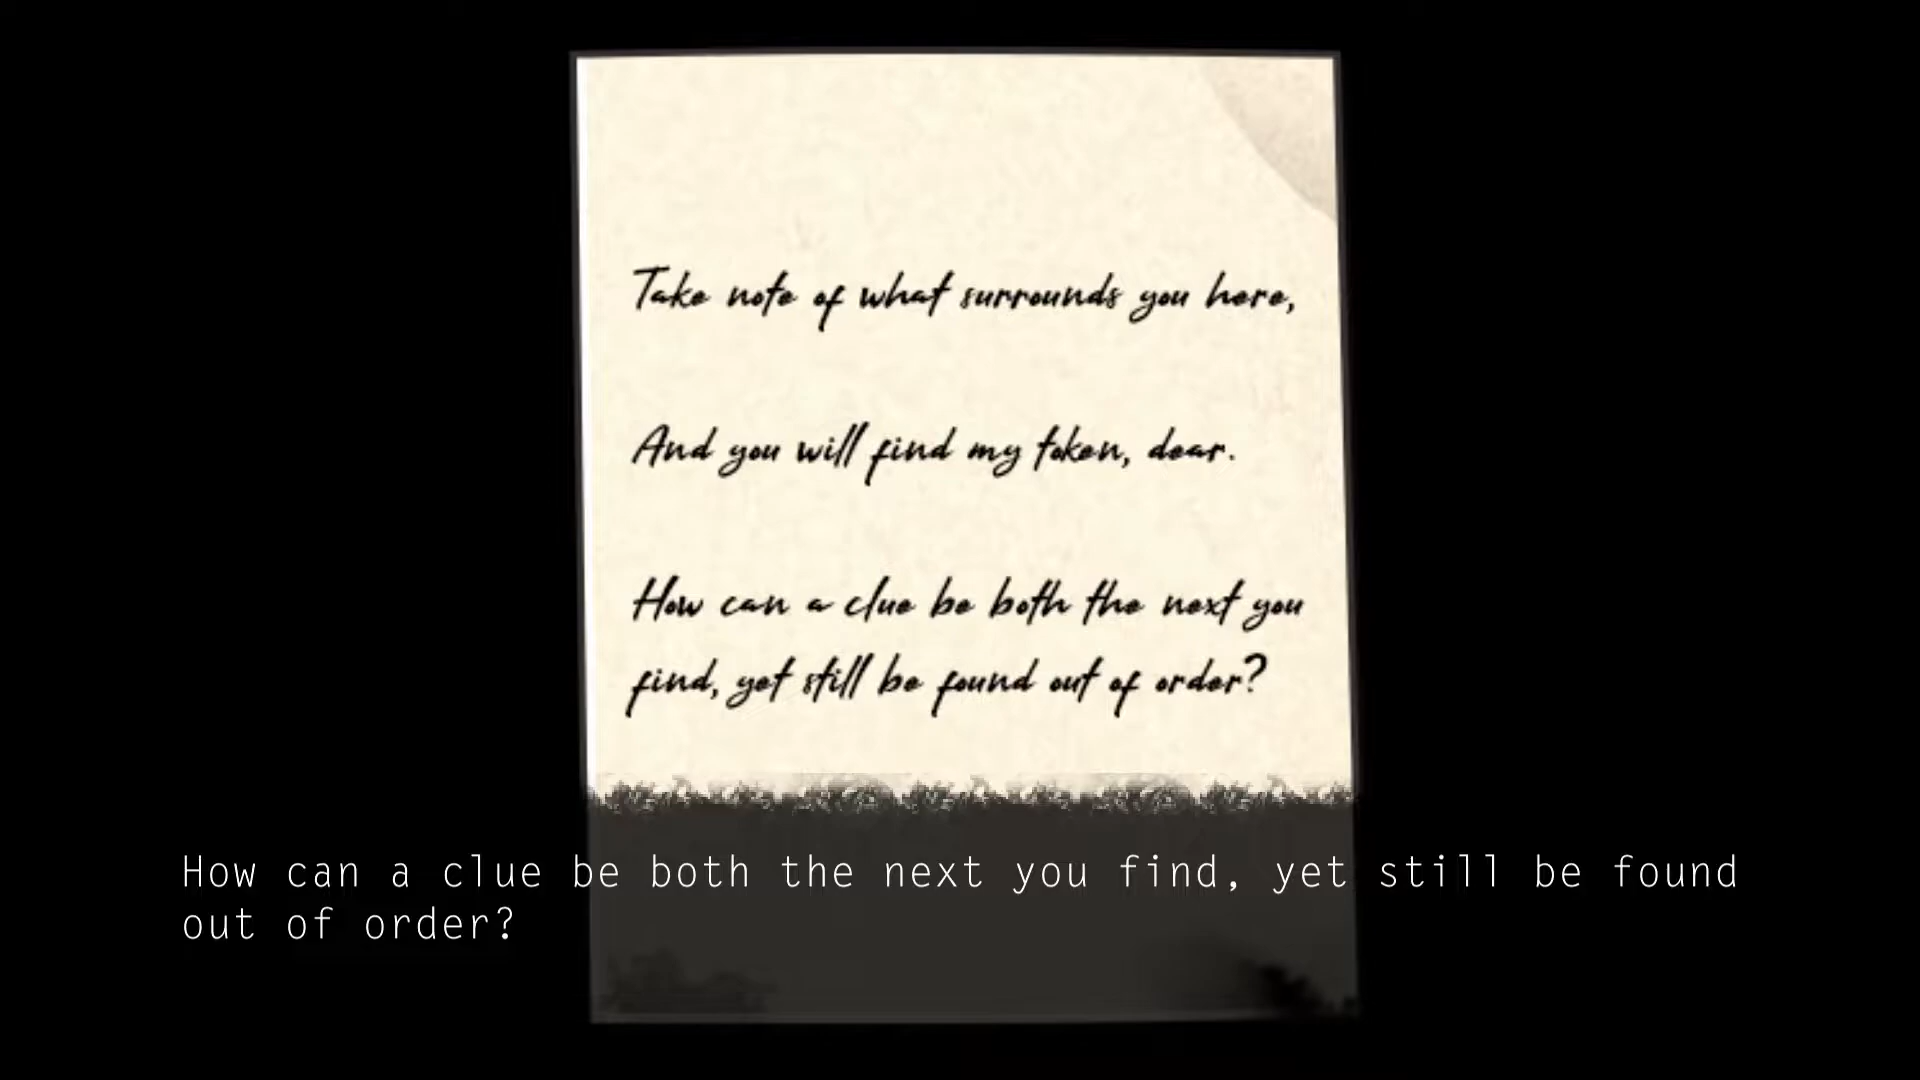 Take note of what surrounds you here,
And you will find my token, dear.
How can a clue be both the next you
find, yet still be found out of order?
How can a clue be both the next you find, yet still be found
out of order?